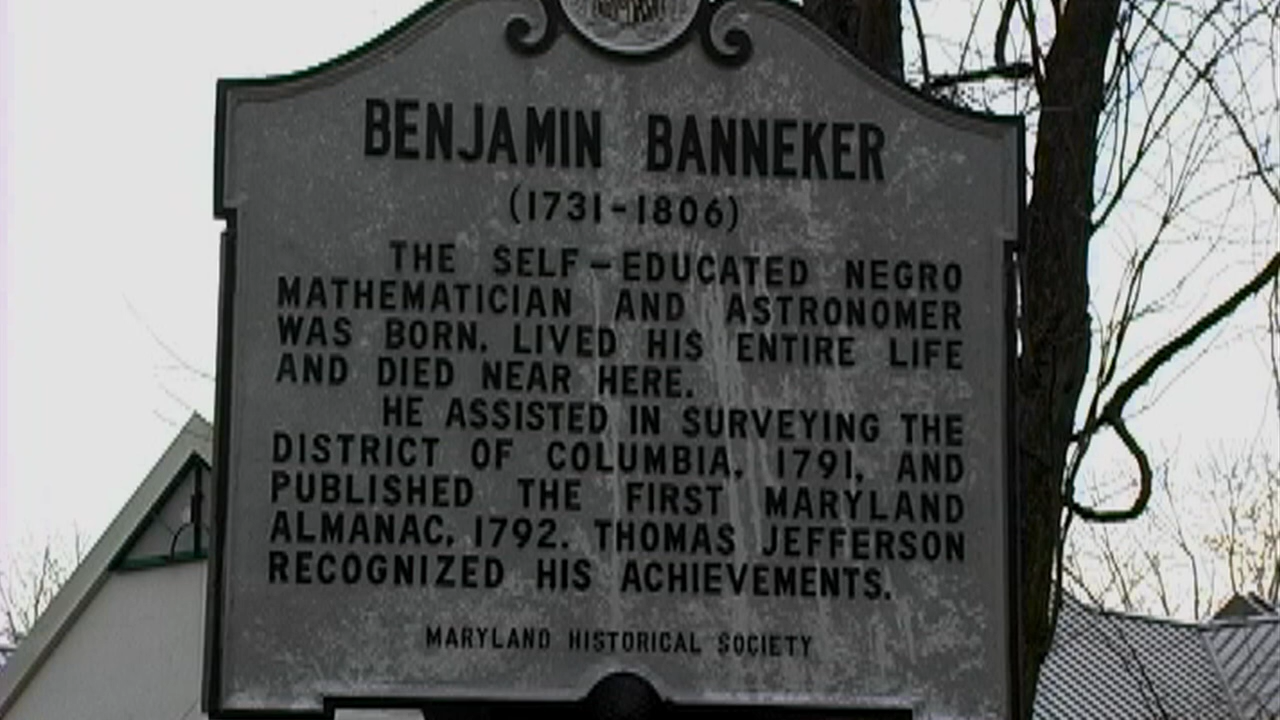 BENJAMIN BANNEKER
(1731-1806)
THE SELF-EDUCATED NEGRO
MATHEMATICIAN AND ASTRONOMER
WAS BORN, LIVED HIS ENTIRE LIFE
AND DIED NEAR HERE.
HE ASSISTED IN SURVEYING THE
DISTRICT OF COLUMBIA, 1791, AND
PUBLISHED THE FIRST MARYLAND
ALMANAC, 1792. THOMAS JEFFERSON
RECOGNIZED HIS ACHIEVEMENTS.
MARYLAND HISTORICAL SOCIETY